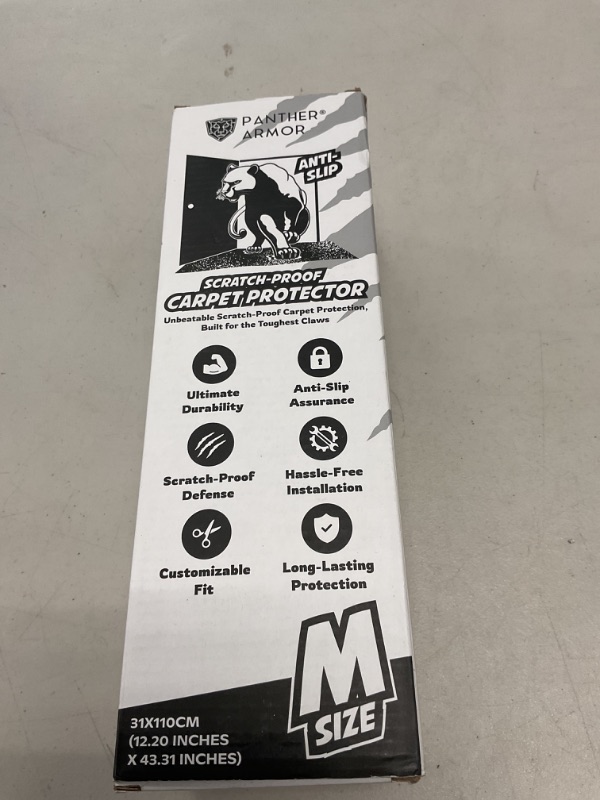 PANTHER®
ARMOR
ANTI-
SLIP
SCRATCH-PROOF
CARPET PROTECTOR
Unbeatable Scratch-Proof Carpet Protection,
Built for the Toughest Claws
Ultimate
Durability
Anti-Slip
Assurance
Scratch-Proof
Defense
Hassle-Free
Installation
Customizable
Fit
Long-Lasting
Protection
M
SIZE
31X110CM
(12.20 INCHES
X 43.31 INCHES)